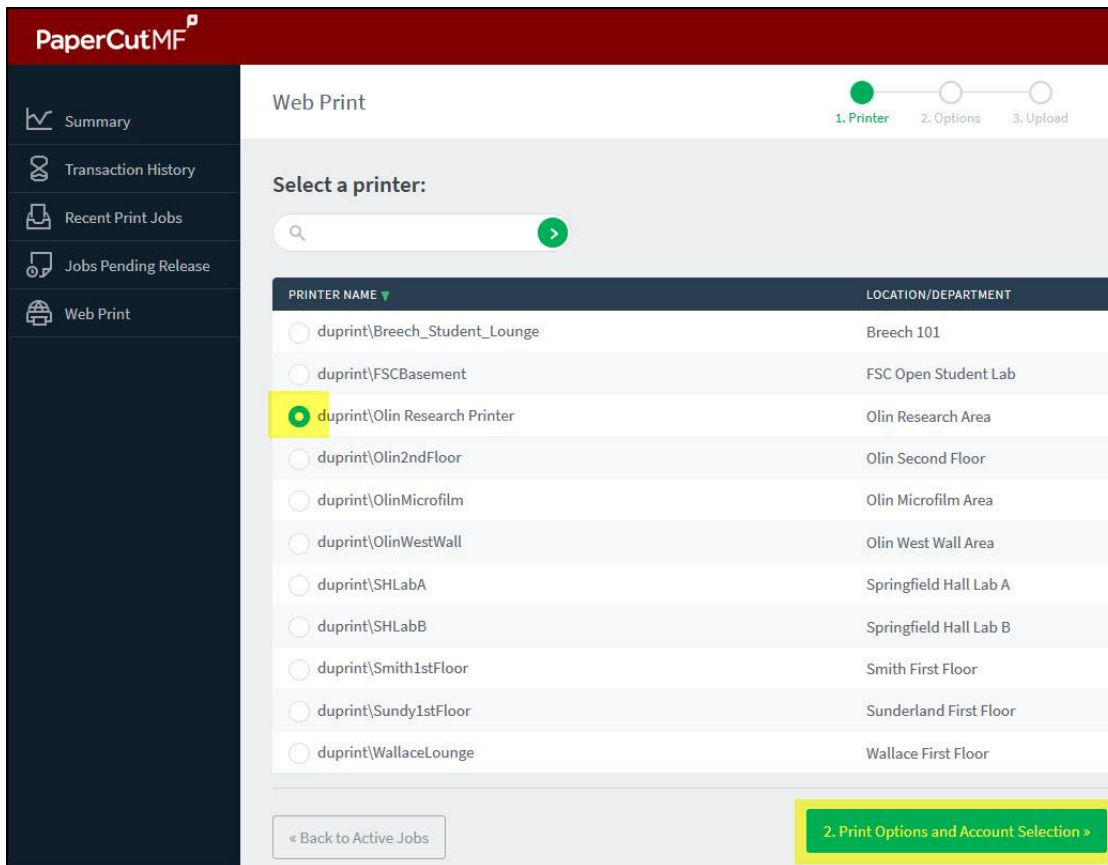 PaperCutMF
Summary
Transaction History
Recent Print Jobs
Jobs Pending Release
Web Print
Web Print
1. Printer 2. Options 3. Upload
Select a printer:
PRINTER NAME LOCATION/DEPARTMENT
duprint\Breech_Student_Lounge Breech 101
duprint\FSCBasement FSC Open Student Lab
duprint\Olin Research Printer Olin Research Area
duprint\Olin2ndFloor Olin Second Floor
duprint\OlinMicrofilm Olin Microfilm Area
duprint\OlinWestWall Olin West Wall Area
duprint\SHLabA Springfield Hall Lab A
duprint\SHLabB Springfield Hall Lab B
duprint\Smith1stFloor Smith First Floor
duprint\Sundy1stFloor Sunderland First Floor
duprint\WallaceLounge Wallace First Floor
« Back to Active Jobs 2. Print Options and Account Selection »